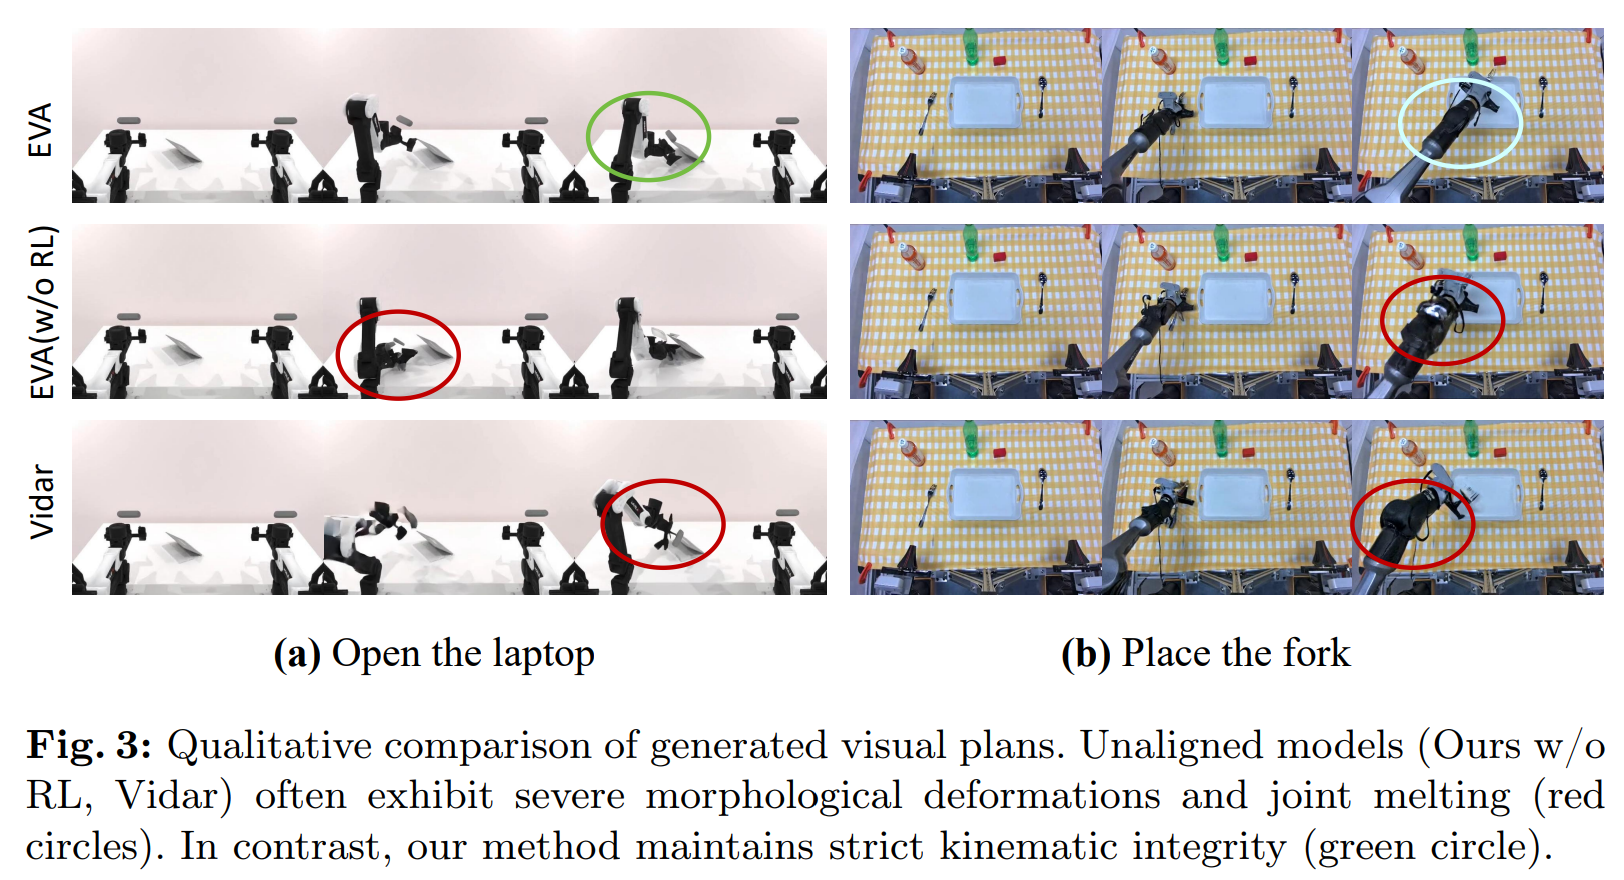 EVA
EVA(w/o RL)
Vidar
(a) Open the laptop
(b) Place the fork
Fig. 3: Qualitative comparison of generated visual plans. Unaligned models (Ours w/o
RL, Vidar) often exhibit severe morphological deformations and joint melting (red
circles). In contrast, our method maintains strict kinematic integrity (green circle).